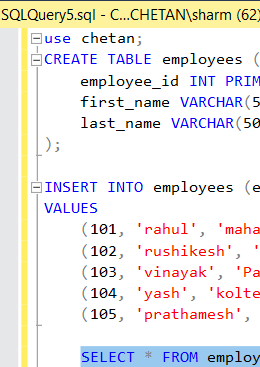 SQLQuery5.sql - C...CHETAN\sharm (62)
use chetan;
CREATE TABLE employees (
employee_id INT PRIM
first_name VARCHAR(5
last_name VARCHAR(50
);
INSERT INTO employees (e
VALUES
(101, 'rahul', 'maha
(102, 'rushikesh', '
(103, 'vinayak', 'Pa
(104, 'yash', 'kolte
(105, 'prathamesh',
SELECT * FROM employ